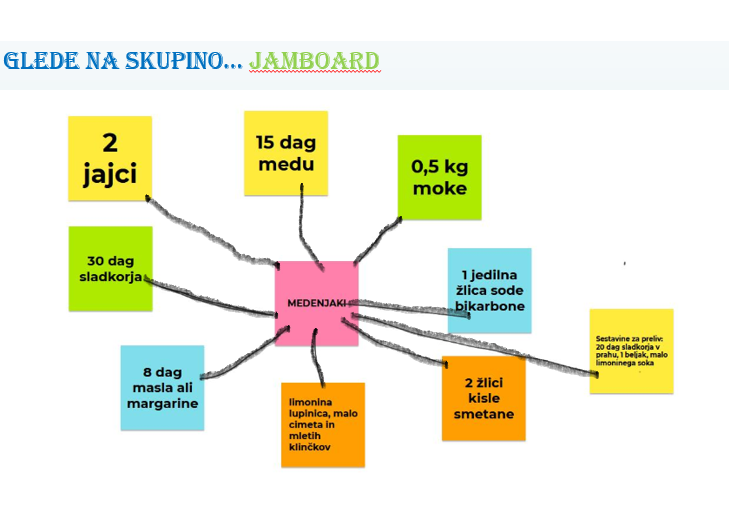 GLEDE NA SKUPINO... JAMBOARD
2
jajci
15 dag
medu
0,5 kg
moke
30 dag
sladkorja
MEDENJAKI
1 jedilna
žlica sode
bikarbone
Sestavine za preliv:
20 dag sladkorja v
prahu, 1 beljak, malo
limoninega soka
8 dag
masla ali
margarine
limonina
lupinica, malo
cimeta in
mletih
klinčkov
2 žlici
kisle
smetane